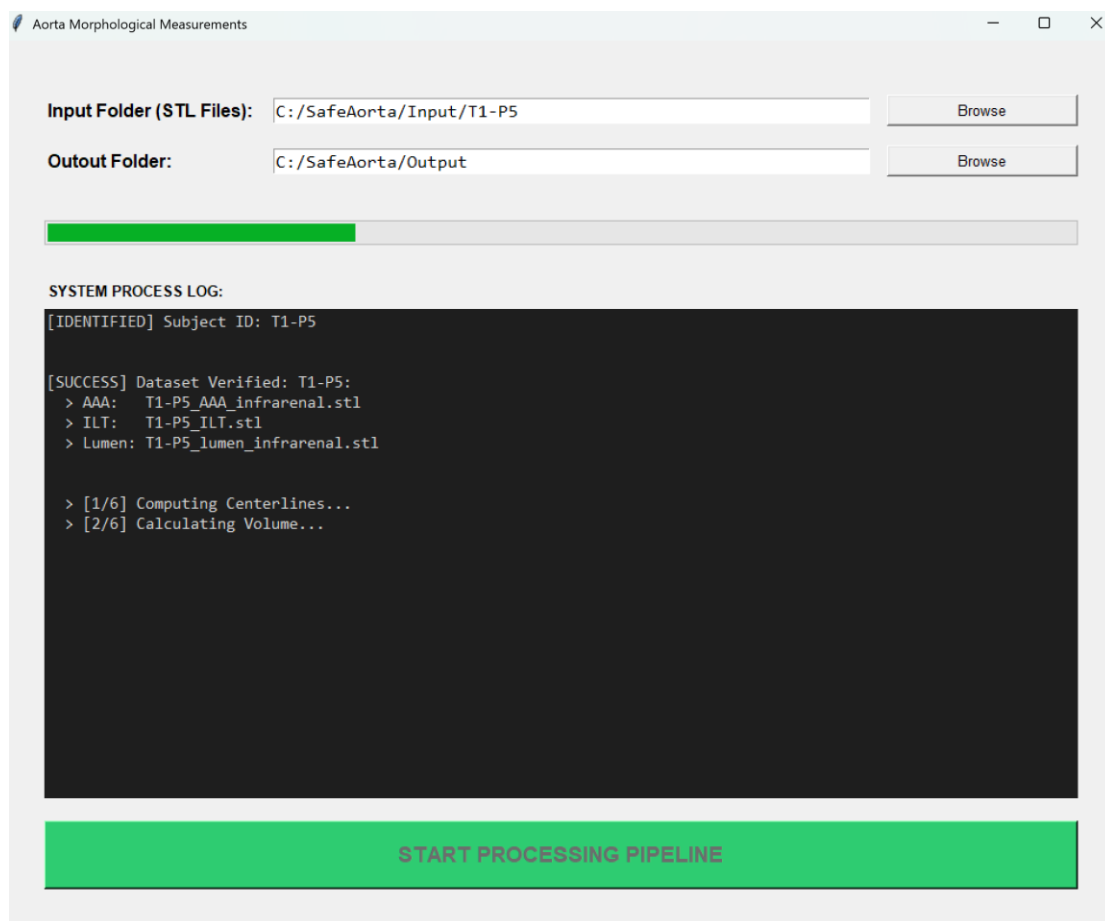 Aorta Morphological Measurements
Input Folder (STL Files): C:/SafeAorta/Input/T1-P5 Browse
Outout Folder: C:/SafeAorta/Output Browse
SYSTEM PROCESS LOG:
[IDENTIFIED] Subject ID: T1-P5
[SUCCESS] Dataset Verified: T1-P5:
> AAA: T1-P5_AAA_infrarenal.stl
> ILT: T1-P5_ILT.stl
> Lumen: T1-P5_lumen_infrarenal.stl
> [1/6] Computing Centerlines...
> [2/6] Calculating Volume...
START PROCESSING PIPELINE